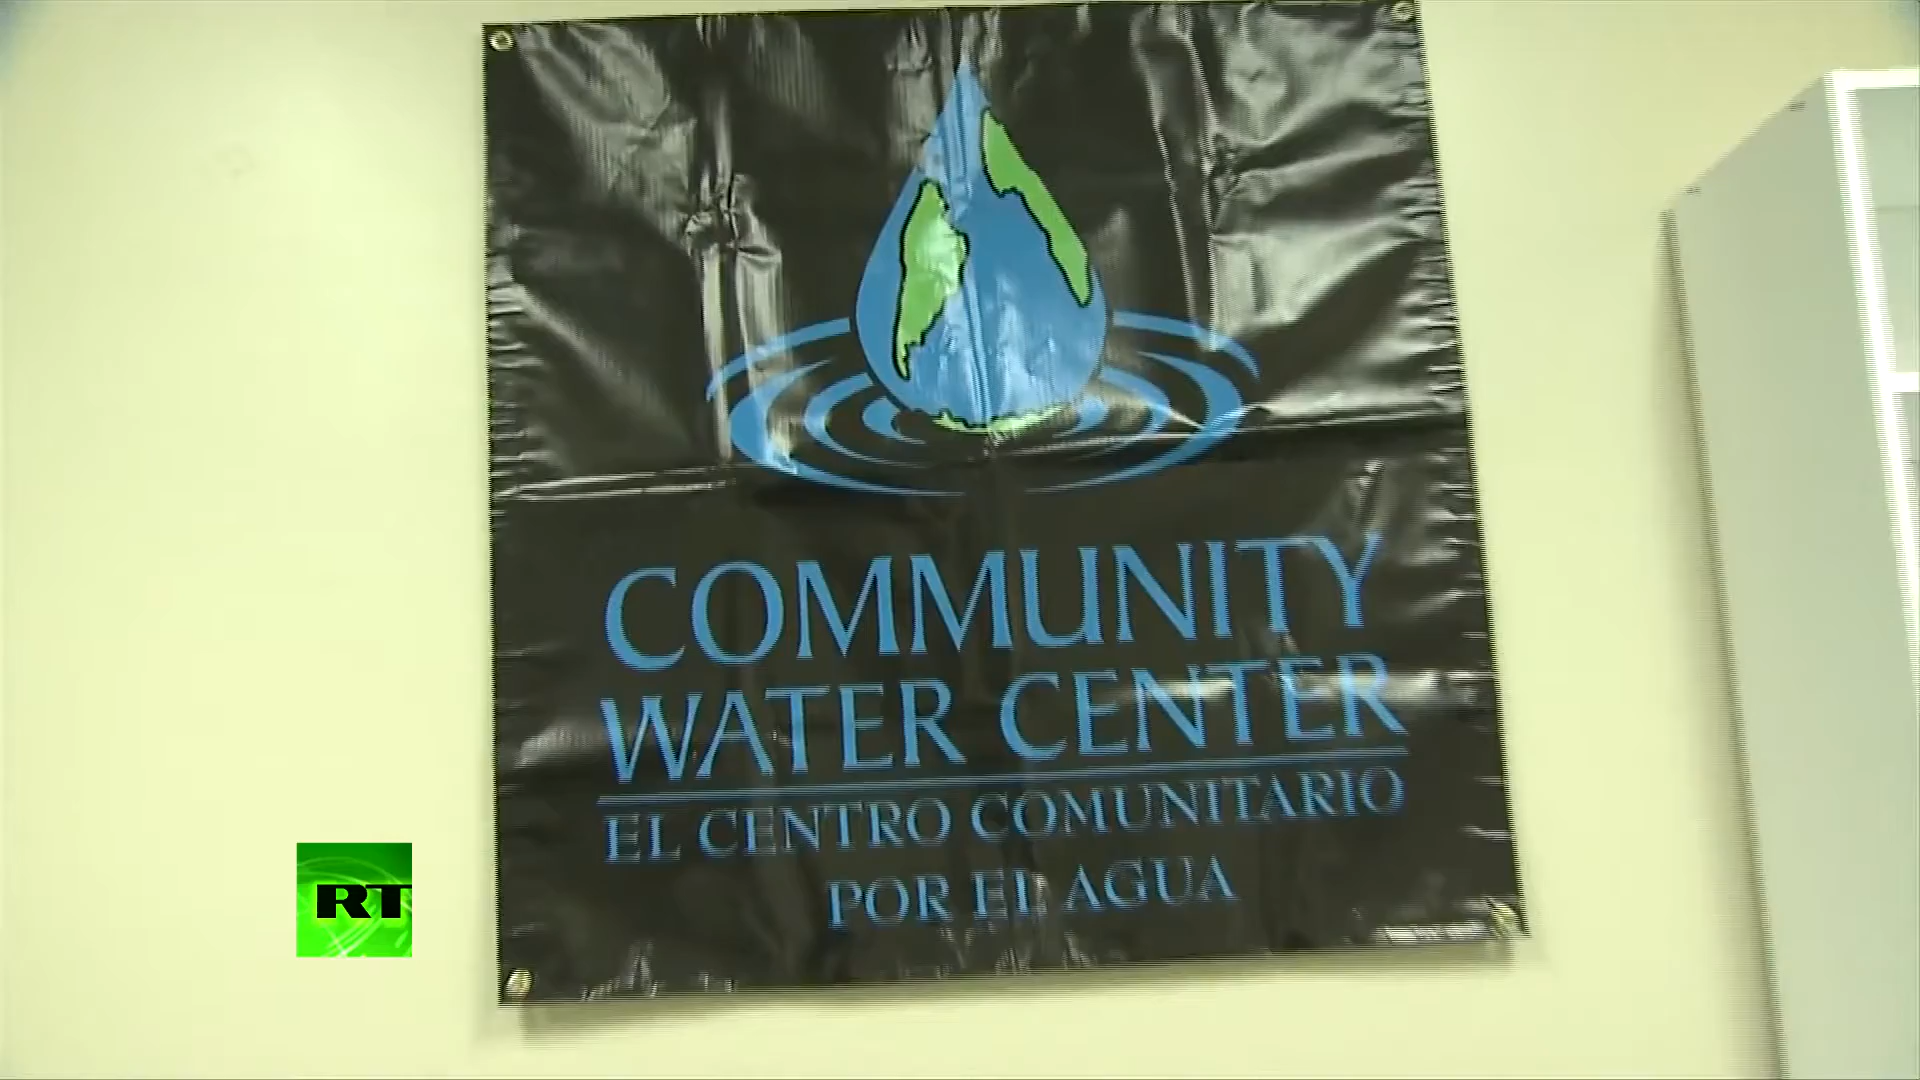 COMMUNITY
WATER CENTER
EL CENTRO COMUNITARIO
POR EL AGUA
RT